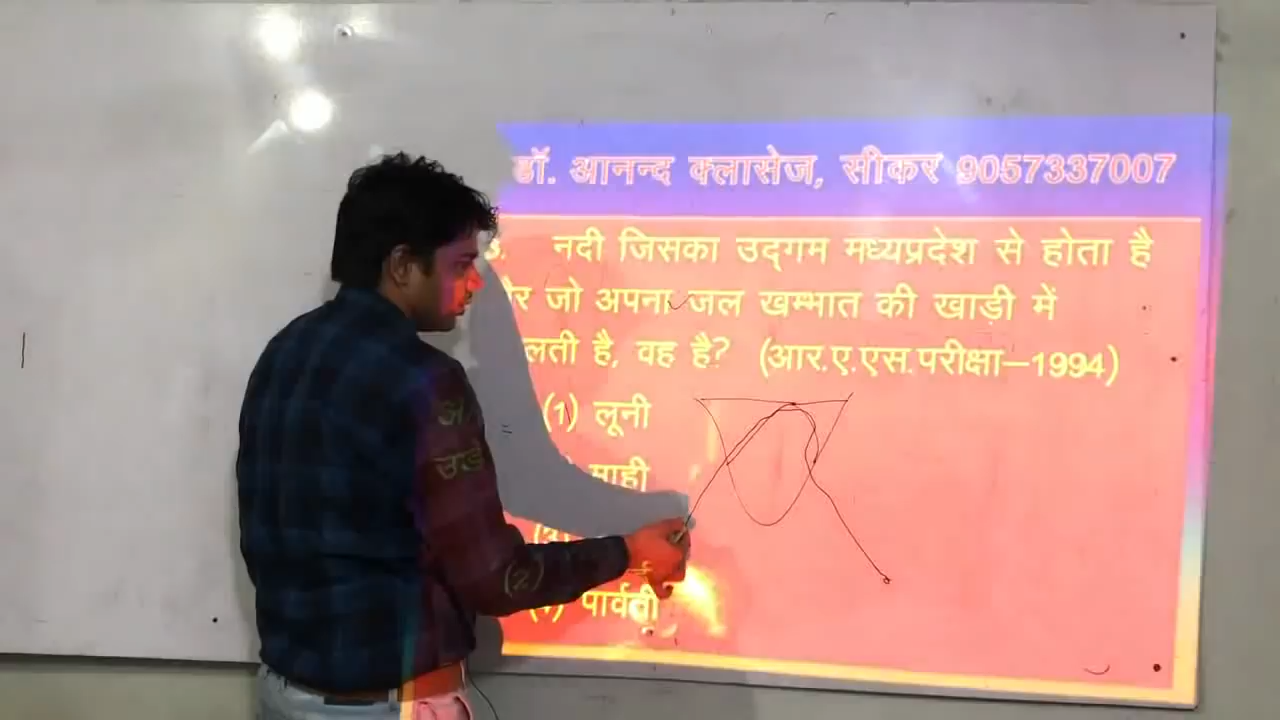 डॉ. आनन्द क्लासेज, सीकर 9057337007
नदी जिसका उद्गम मध्यप्रदेश से होता है
जो अपना जल खम्भात की खाड़ी में
है, वह है? (आर.ए.एस.परीक्षा–1994)
(1) लूनी
माही
पार्वती